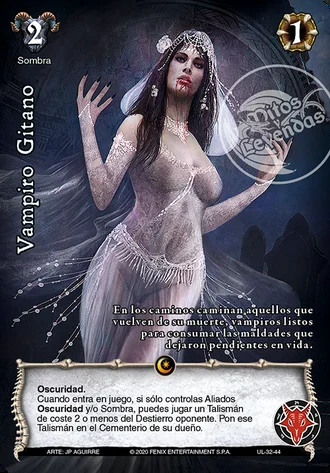 2
1
Sombra
Mitos
Leyendas
Vampiro Gitano
En los caminos caminan aquellos que
vuelven de su muerte, vampiros listos
para consumar las maldades que
dejaron pendientes en vida.
Oscuridad.
Cuando entra en juego, si sólo controlas Aliados
Oscuridad y/o Sombra, puedes jugar un Talismán
de coste 2 o menos del Destierro oponente. Pon ese
Talismán en el Cementerio de su dueño.
ARTE: JP AGUIRRE
© 2020 FENIX ENTERTAINMENT S.P.A.
UL-32-44